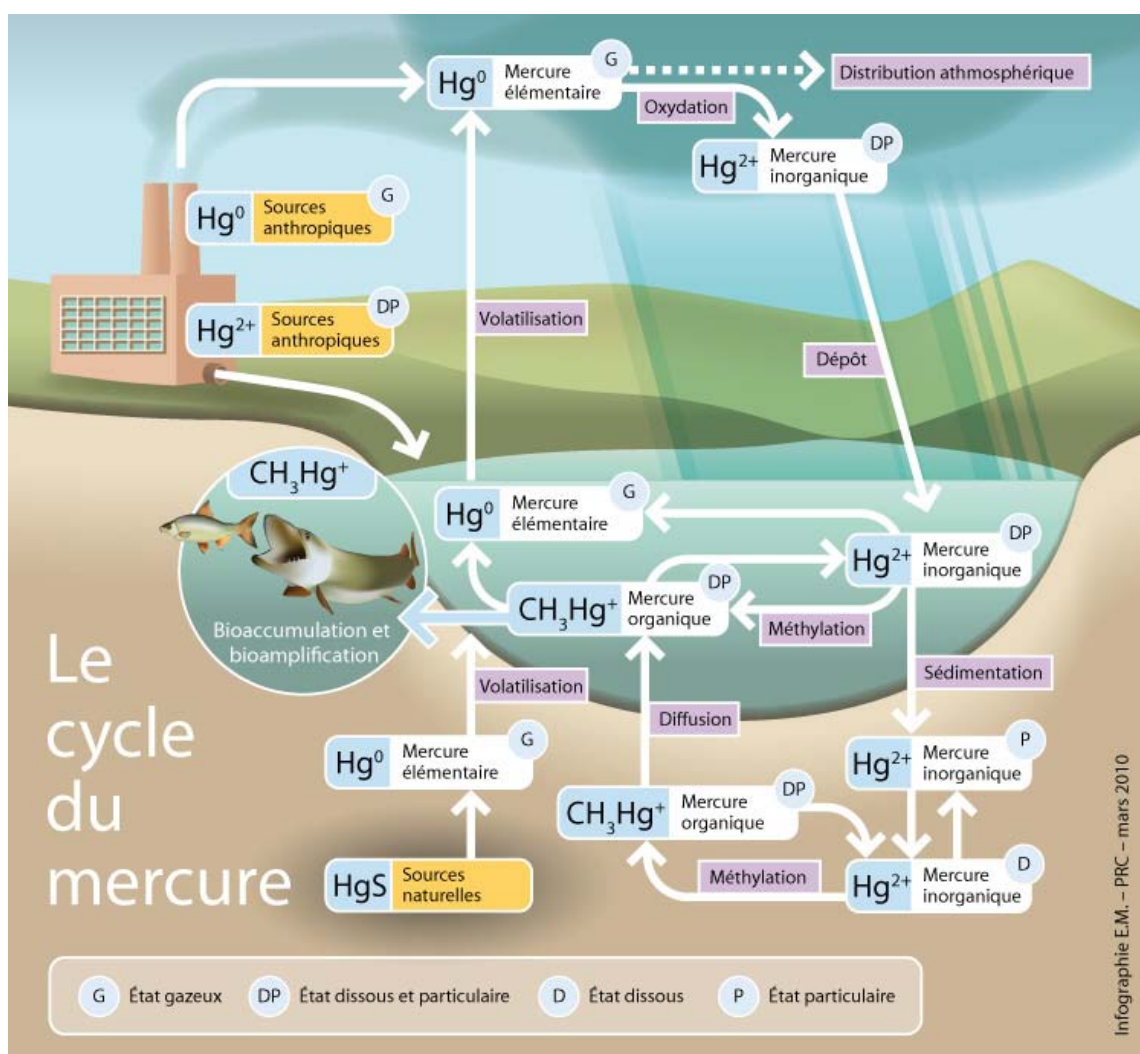 Hg⁰
Mercure
élémentaire
G
Distribution athmosphérique
Oxydation
Hg²⁺
Mercure
inorganique
DP
Hg⁰
Sources
anthropiques
G
Hg²⁺
Sources
anthropiques
DP
Volatilisation
Dépôt
CH₃Hg⁺
Hg⁰
Mercure
élémentaire
G
Hg²⁺
Mercure
inorganique
DP
CH₃Hg⁺
Mercure
organique
DP
Méthylation
Bioaccumulation et
bioamplification
Le
cycle
du
mercure
Volatilisation
Diffusion
Sédimentation
Hg⁰
Mercure
élémentaire
G
Hg²⁺
Mercure
inorganique
P
CH₃Hg⁺
Mercure
organique
DP
HgS
Sources
naturelles
Méthylation
Hg²⁺
Mercure
inorganique
D
G État gazeux
DP État dissous et particulaire
D État dissous
P État particulaire
Infographie E.M. – PRC – mars 2010